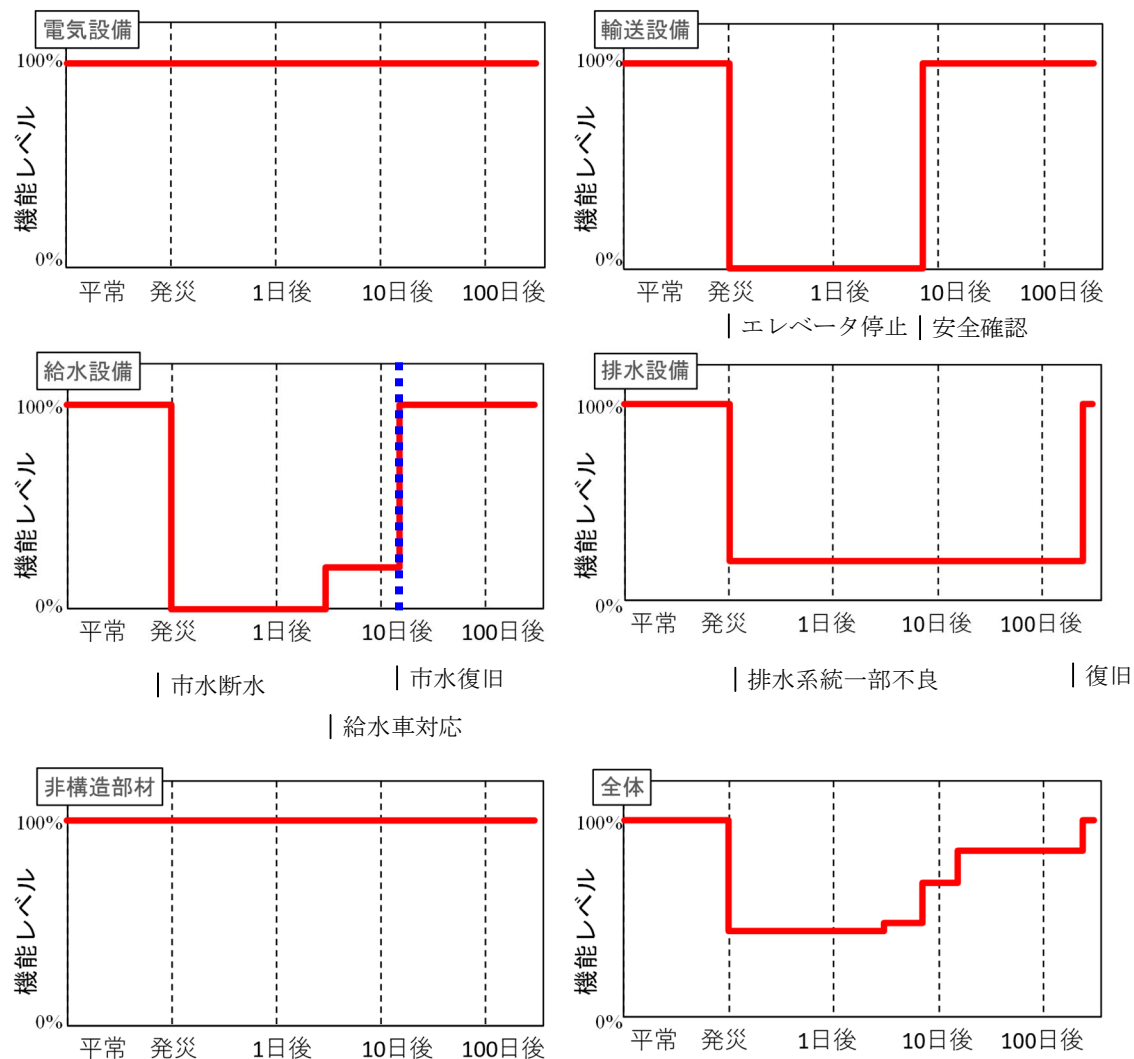 電気設備
100%
0%
機能レベル
平常 発災 1日後 10日後 100日後
輸送設備
100%
0%
機能レベル
平常 発災 1日後 10日後 100日後
エレベータ停止 安全確認
給水設備
100%
0%
機能レベル
平常 発災 1日後 10日後 100日後
市水断水 市水復旧
給水車対応
排水設備
100%
0%
機能レベル
平常 発災 1日後 10日後 100日後
排水系統一部不良 復旧
非構造部材
100%
0%
機能レベル
平常 発災 1日後 10日後 100日後
全体
100%
0%
機能レベル
平常 発災 1日後 10日後 100日後